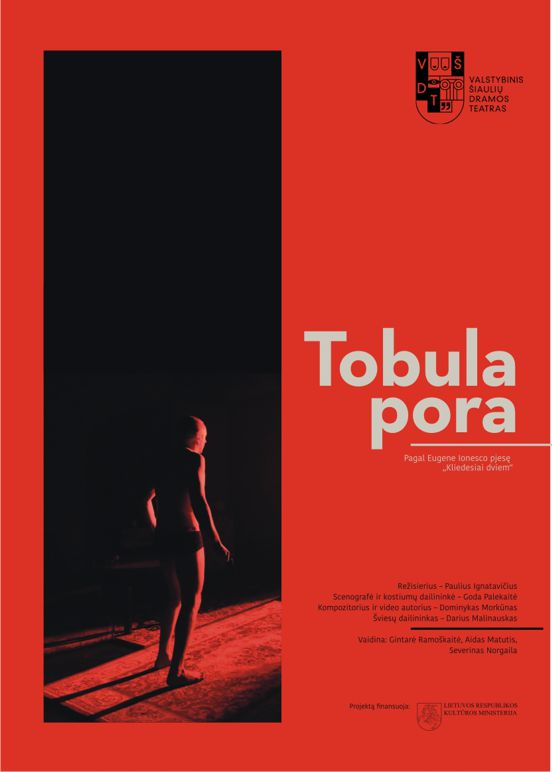 V Š
D
T
VALSTYBINIS
ŠIAULIŲ
DRAMOS
TEATRAS
Tobula
pora
Pagal Eugene Ionesco pjesę
„Kliedesiai dviem“
Režisierius – Paulius Ignatavičius
Scenografė ir kostiumų dailininkė – Goda Palekaitė
Kompozitorius ir video autorius – Dominykas Morkūnas
Šviesų dailininkas – Darius Malinauskas
Vaidina: Gintarė Ramoškaitė, Aidas Matutis,
Severinas Norgaila
Projektą finansuoja:
LIETUVOS RESPUBLIKOS
KULTŪROS MINISTERIJA